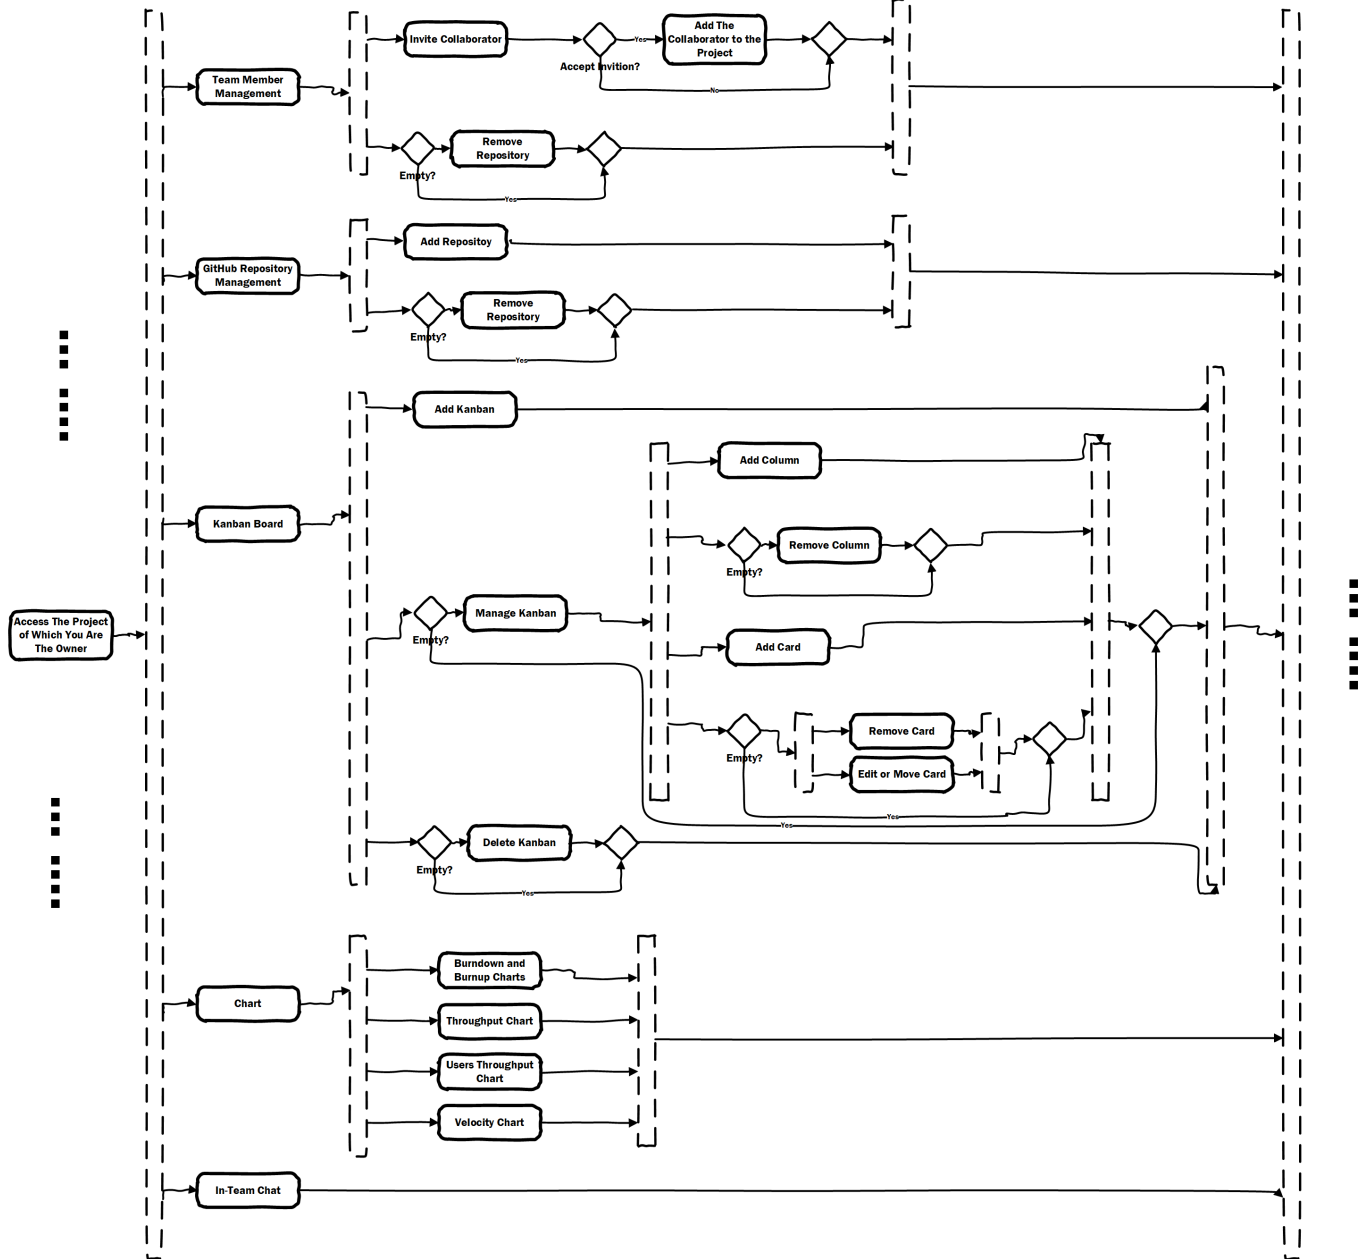 Invite Collaborator
Yes
Add The
Collaborator to the
Project
Accept Invition?
No
Team Member
Management
Remove
Repository
Empty?
Yes
Add Repositoy
GitHub Repository
Management
Remove
Repository
Empty?
Yes
Add Kanban
Add Column
Kanban Board
Remove Column
Empty?
Access The Project
of Which You Are
The Owner
Manage Kanban
Empty?
Add Card
Remove Card
Empty?
Edit or Move Card
Yes
Yes
Delete Kanban
Empty?
Yes
Burndown and
Burnup Charts
Chart
Throughput Chart
Users Throughput
Chart
Velocity Chart
In-Team Chat